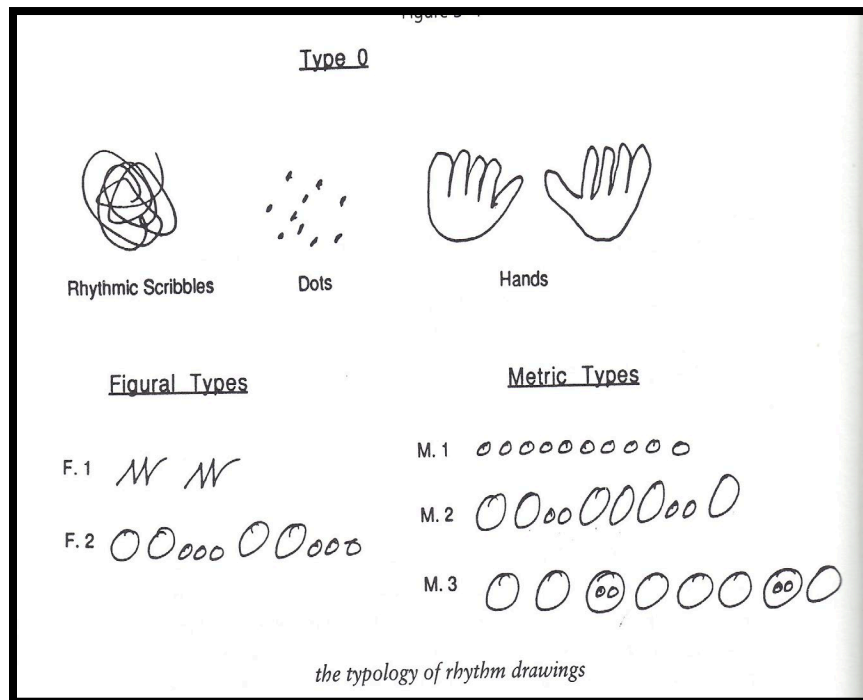 Type 0
Rhythmic Scribbles Dots Hands
Figural Types Metric Types
F. 1
F. 2
M. 1
M. 2
M. 3
the typology of rhythm drawings